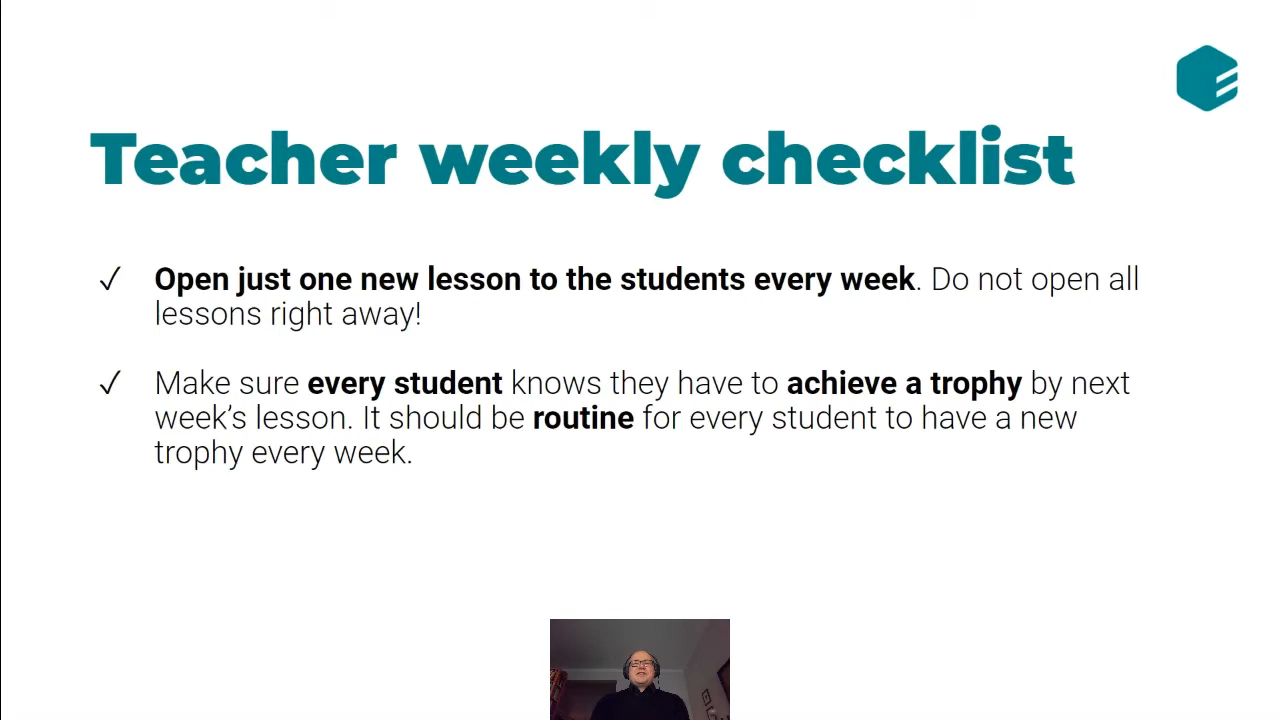 Teacher weekly checklist
✓ Open just one new lesson to the students every week. Do not open all
lessons right away!
✓ Make sure every student knows they have to achieve a trophy by next
week’s lesson. It should be routine for every student to have a new
trophy every week.